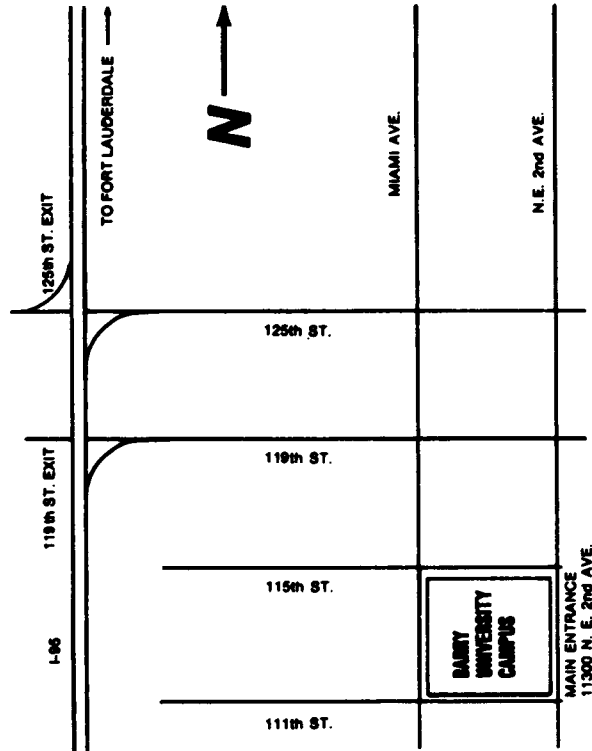 125th ST. EXIT
TO FORT LAUDERDALE
N
MIAMI AVE.
N.E. 2nd AVE.
125th ST.
119th ST. EXIT
119th ST.
I-95
115th ST.
BARRY
UNIVERSITY
CAMPUS
MAIN ENTRANCE
11300 N. E. 2nd AVE.
111th ST.